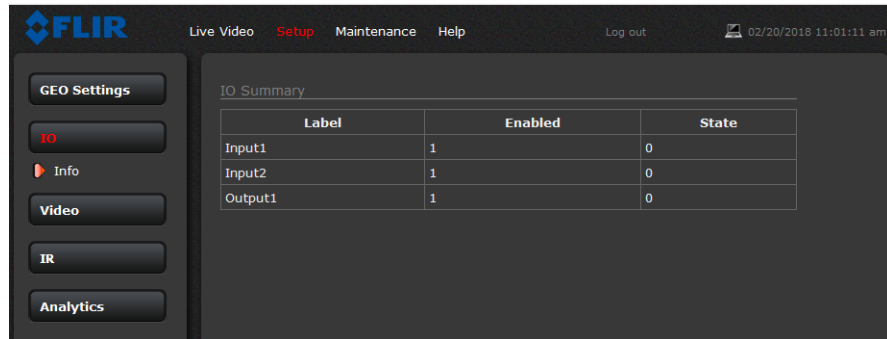 FLIR
Live Video Setup Maintenance Help Log out 02/20/2018 11:01:11 am
GEO Settings
IO
Info
Video
IR
Analytics
IO Summary
Label Enabled State
Input1 1 0
Input2 1 0
Output1 1 0